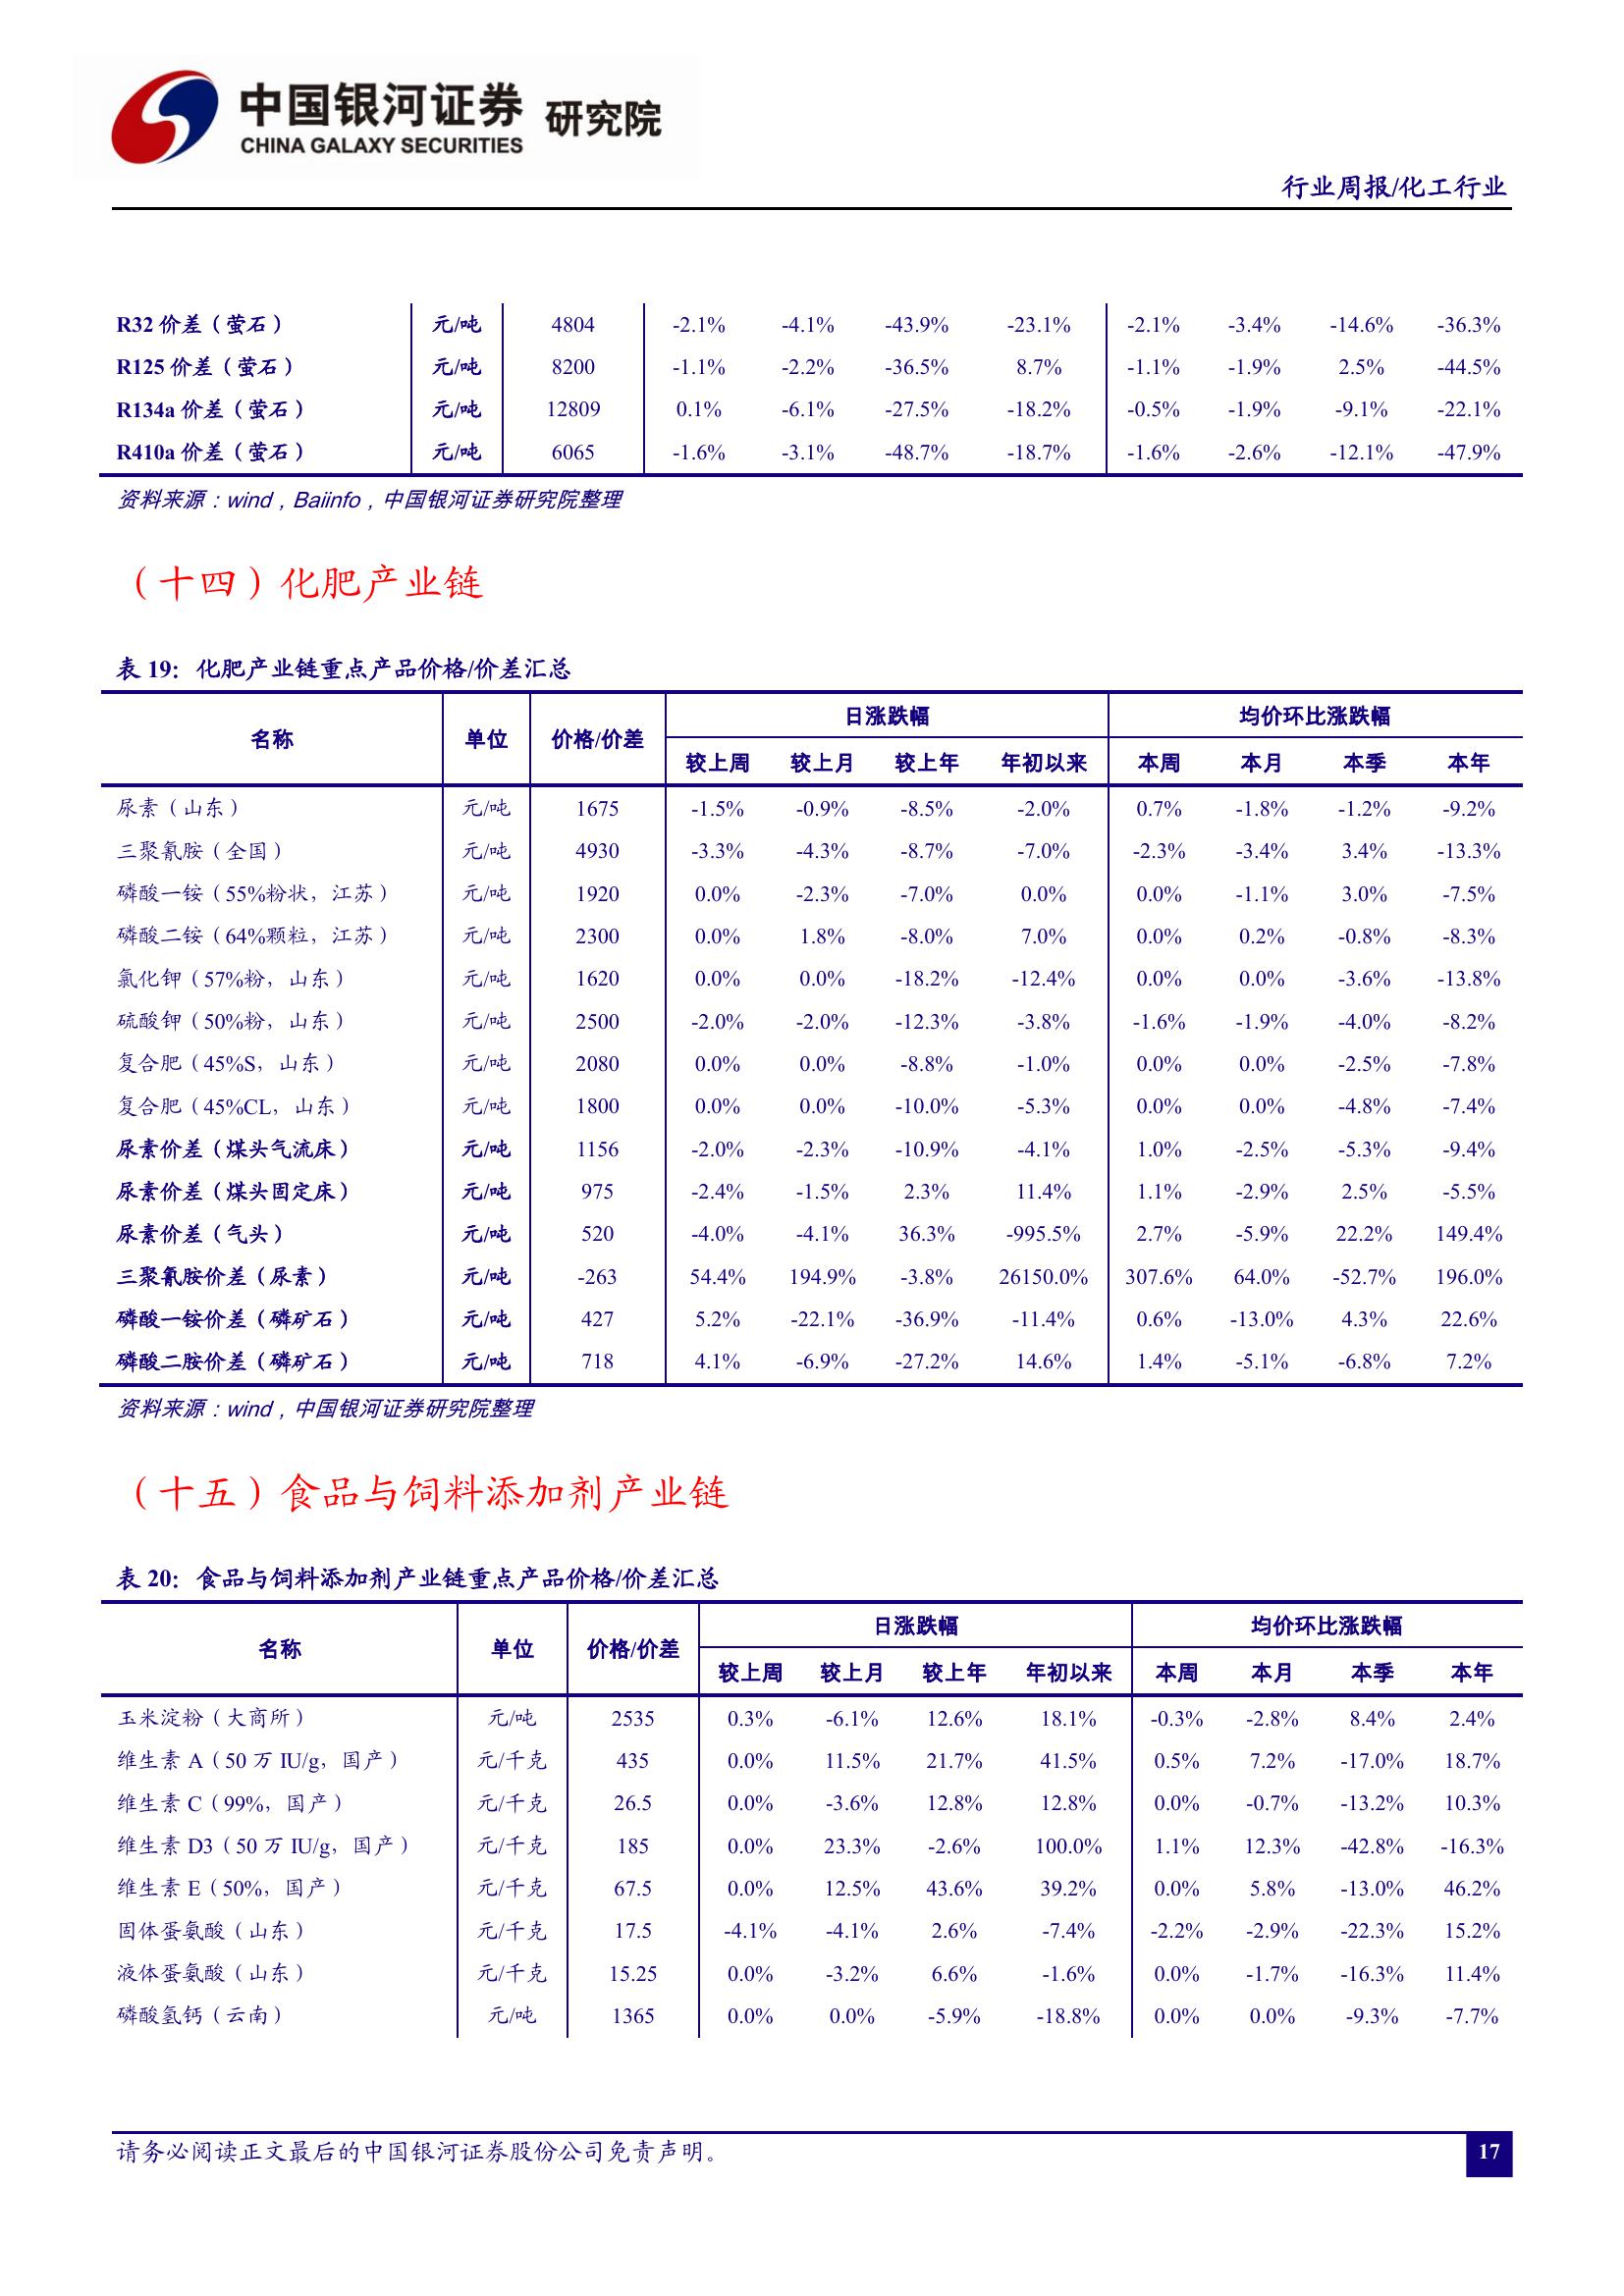 中国银河证券 研究院
CHINA GALAXY SECURITIES
行业周报/化工行业
R32 价差（萤石） 元/吨 4804 -2.1% -4.1% -43.9% -23.1% -2.1% -3.4% -14.6% -36.3%
R125 价差（萤石） 元/吨 8200 -1.1% -2.2% -36.5% 8.7% -1.1% -1.9% 2.5% -44.5%
R134a 价差（萤石） 元/吨 12809 0.1% -6.1% -27.5% -18.2% -0.5% -1.9% -9.1% -22.1%
R410a 价差（萤石） 元/吨 6065 -1.6% -3.1% -48.7% -18.7% -1.6% -2.6% -12.1% -47.9%
资料来源：wind，Baiinfo，中国银河证券研究院整理
（十四）化肥产业链
表 19：化肥产业链重点产品价格/价差汇总
名称 单位 价格/价差 日涨跌幅 均价环比涨跌幅
较上周 较上月 较上年 年初以来 本周 本月 本季 本年
尿素（山东） 元/吨 1675 -1.5% -0.9% -8.5% -2.0% 0.7% -1.8% -1.2% -9.2%
三聚氰胺（全国） 元/吨 4930 -3.3% -4.3% -8.7% -7.0% -2.3% -3.4% 3.4% -13.3%
磷酸一铵（55%粉状，江苏） 元/吨 1920 0.0% -2.3% -7.0% 0.0% 0.0% -1.1% 3.0% -7.5%
磷酸二铵（64%颗粒，江苏） 元/吨 2300 0.0% 1.8% -8.0% 7.0% 0.0% 0.2% -0.8% -8.3%
氯化钾（57%粉，山东） 元/吨 1620 0.0% 0.0% -18.2% -12.4% 0.0% 0.0% -3.6% -13.8%
硫酸钾（50%粉，山东） 元/吨 2500 -2.0% -2.0% -12.3% -3.8% -1.6% -1.9% -4.0% -8.2%
复合肥（45%S，山东） 元/吨 2080 0.0% 0.0% -8.8% -1.0% 0.0% 0.0% -2.5% -7.8%
复合肥（45%CL，山东） 元/吨 1800 0.0% 0.0% -10.0% -5.3% 0.0% 0.0% -4.8% -7.4%
尿素价差（煤头气流床） 元/吨 1156 -2.0% -2.3% -10.9% -4.1% 1.0% -2.5% -5.3% -9.4%
尿素价差（煤头固定床） 元/吨 975 -2.4% -1.5% 2.3% 11.4% 1.1% -2.9% 2.5% -5.5%
尿素价差（气头） 元/吨 520 -4.0% -4.1% 36.3% -995.5% 2.7% -5.9% 22.2% 149.4%
三聚氰胺价差（尿素） 元/吨 -263 54.4% 194.9% -3.8% 26150.0% 307.6% 64.0% -52.7% 196.0%
磷酸一铵价差（磷矿石） 元/吨 427 5.2% -22.1% -36.9% -11.4% 0.6% -13.0% 4.3% 22.6%
磷酸二胺价差（磷矿石） 元/吨 718 4.1% -6.9% -27.2% 14.6% 1.4% -5.1% -6.8% 7.2%
资料来源：wind，中国银河证券研究院整理
（十五）食品与饲料添加剂产业链
表 20：食品与饲料添加剂产业链重点产品价格/价差汇总
名称 单位 价格/价差 日涨跌幅 均价环比涨跌幅
较上周 较上月 较上年 年初以来 本周 本月 本季 本年
玉米淀粉（大商所） 元/吨 2535 0.3% -6.1% 12.6% 18.1% -0.3% -2.8% 8.4% 2.4%
维生素 A（50 万 IU/g，国产） 元/千克 435 0.0% 11.5% 21.7% 41.5% 0.5% 7.2% -17.0% 18.7%
维生素 C（99%，国产） 元/千克 26.5 0.0% -3.6% 12.8% 12.8% 0.0% -0.7% -13.2% 10.3%
维生素 D3（50 万 IU/g，国产） 元/千克 185 0.0% 23.3% -2.6% 100.0% 1.1% 12.3% -42.8% -16.3%
维生素 E（50%，国产） 元/千克 67.5 0.0% 12.5% 43.6% 39.2% 0.0% 5.8% -13.0% 46.2%
固体蛋氨酸（山东） 元/千克 17.5 -4.1% -4.1% 2.6% -7.4% -2.2% -2.9% -22.3% 15.2%
液体蛋氨酸（山东） 元/千克 15.25 0.0% -3.2% 6.6% -1.6% 0.0% -1.7% -16.3% 11.4%
磷酸氢钙（云南） 元/吨 1365 0.0% 0.0% -5.9% -18.8% 0.0% 0.0% -9.3% -7.7%
请务必阅读正文最后的中国银河证券股份公司免责声明。 17